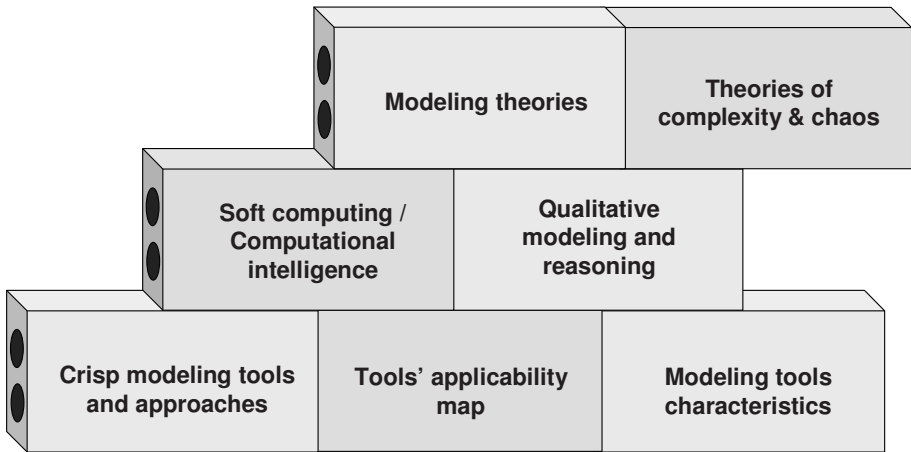 Modeling theories
Theories of
complexity & chaos
Soft computing /
Computational
intelligence
Qualitative
modeling and
reasoning
Crisp modeling tools
and approaches
Tools’ applicability
map
Modeling tools
characteristics